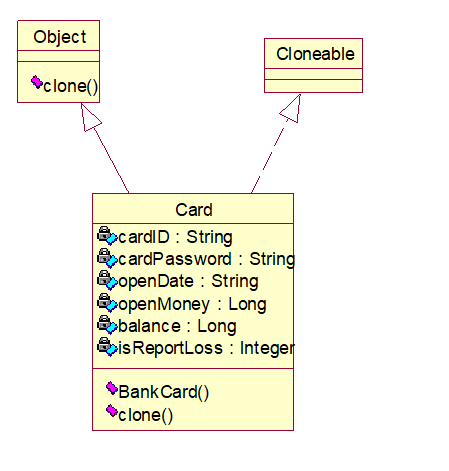 Object
clone()
Cloneable
Card
cardID : String
cardPassword : String
openDate : String
openMoney : Long
balance : Long
isReportLoss : Integer
BankCard()
clone()